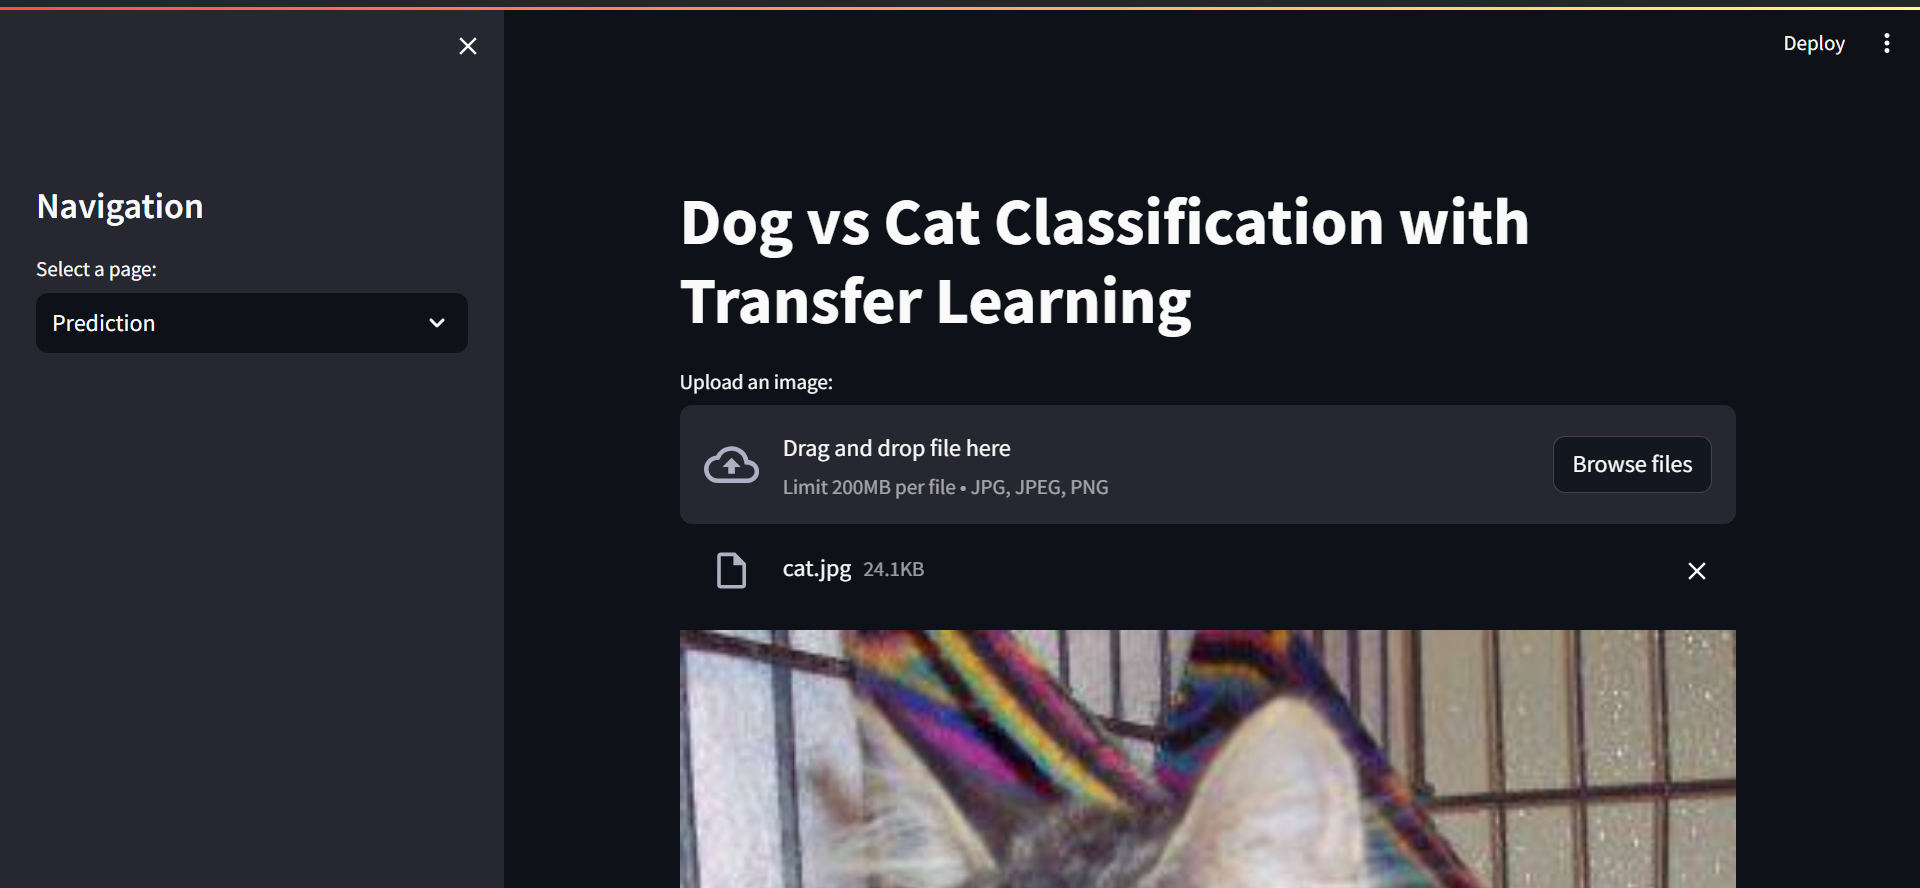 Deploy
Navigation
Select a page:
Prediction
Dog vs Cat Classification with
Transfer Learning
Upload an image:
Drag and drop file here
Limit 200MB per file • JPG, JPEG, PNG
Browse files
cat.jpg 24.1KB